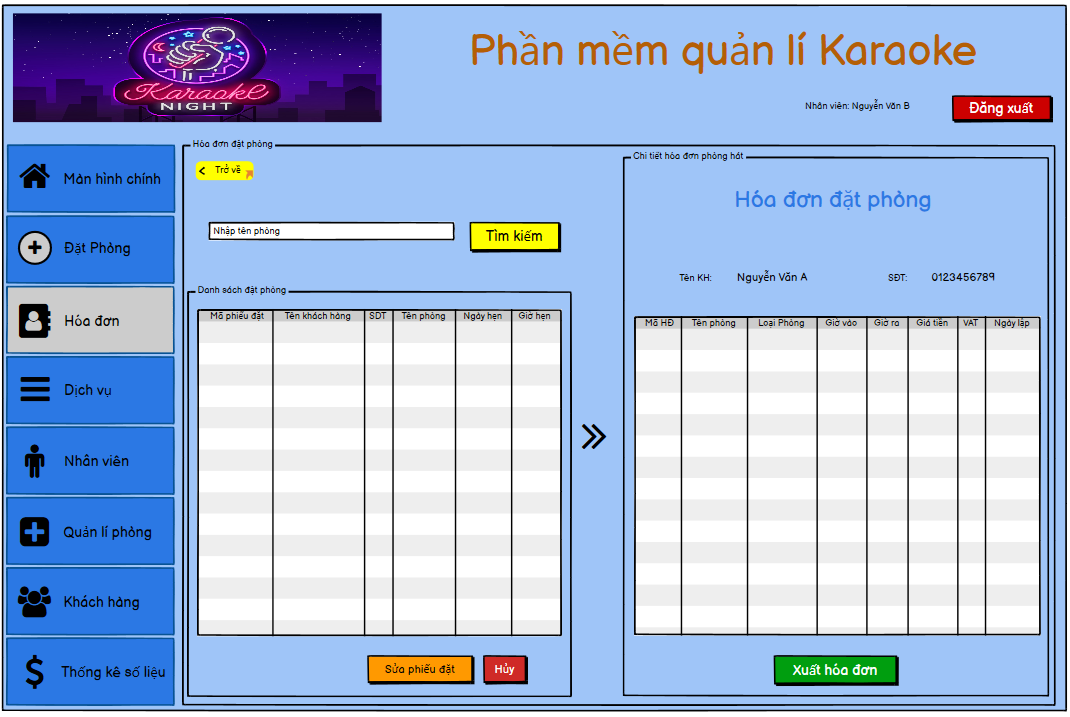 Karaoke
NIGHT
Phần mềm quản lí Karaoke
Nhân viên: Nguyễn Văn B
Đăng xuất
Màn hình chính
Đặt Phòng
Hóa đơn
Dịch vụ
Nhân viên
Quản lí phòng
Khách hàng
Thống kê số liệu
Hóa đơn đặt phòng
Trở về
Nhập tên phòng
Tìm kiếm
Danh sách đặt phòng
Mã phiếu đặt Tên khách hàng SDT Tên phòng Ngày hẹn Giờ hẹn
Sửa phiếu đặt
Hủy
Chi tiết hóa đơn phòng hát
Hóa đơn đặt phòng
Tên KH: Nguyễn Văn A SĐT: 0123456789
Mã HĐ Tên phòng Loại Phòng Giờ vào Giờ ra Giá tiền VAT Ngày lập
Xuất hóa đơn